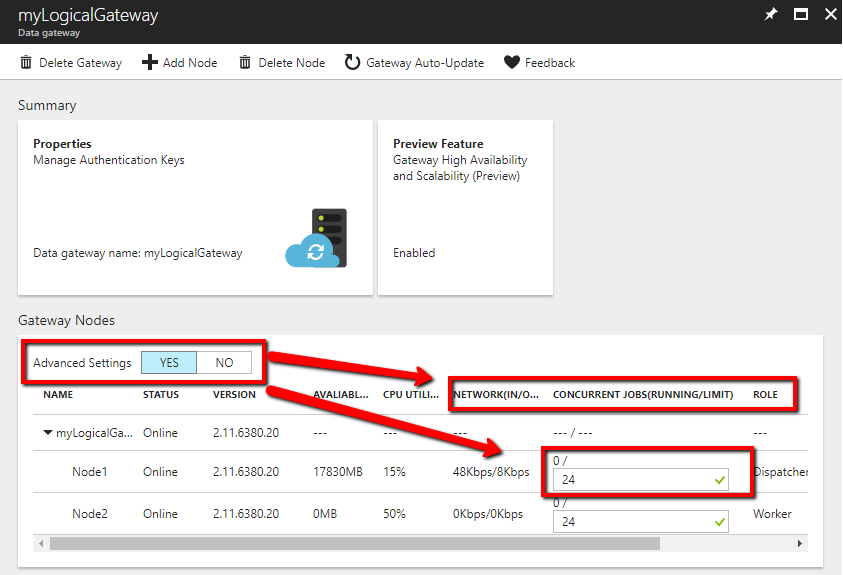 myLogicalGateway
Data gateway
Delete Gateway Add Node Delete Node Gateway Auto-Update Feedback
Summary
Properties
Manage Authentication Keys
Data gateway name: myLogicalGateway
Preview Feature
Gateway High Availability
and Scalability (Preview)
Enabled
Gateway Nodes
Advanced Settings YES NO
NAME STATUS VERSION AVALIABL... CPU UTILI... NETWORK(IN/O... CONCURRENT JOBS(RUNNING/LIMIT) ROLE
myLogicalGa... Online 2.11.6380.20 --- --- --- --- / --- ---
0 /
Node1 Online 2.11.6380.20 17830MB 15% 48Kbps/8Kbps 24 Dispatcher
0 /
Node2 Online 2.11.6380.20 0MB 50% 0Kbps/0Kbps 24 Worker